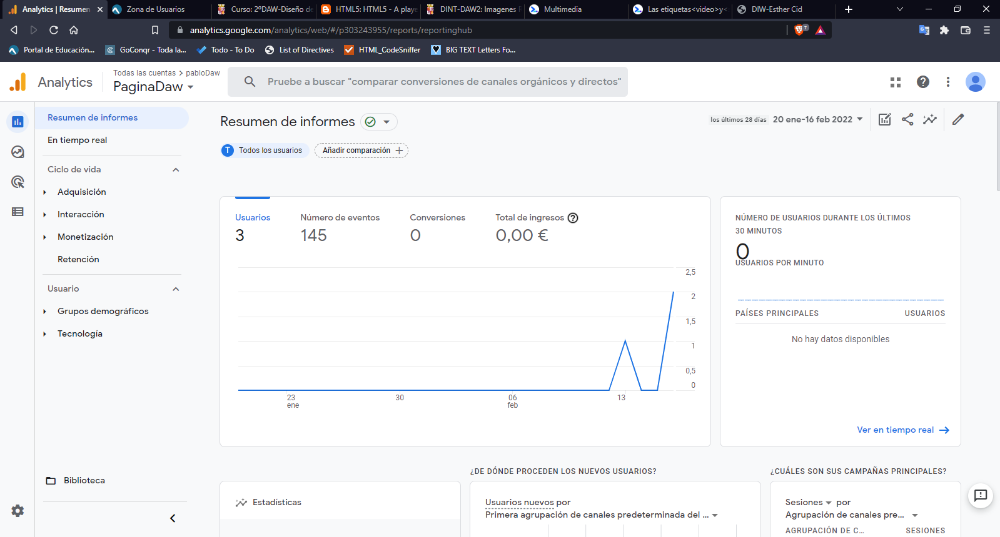 Analytics | Resumen
Zona de Usuarios
Curso: 2ºDAW-Diseño de
HTML5: HTML5 - A playe
DINT-DAW2: Imagenes
Multimedia
Las etiquetas<video>y<
DIW-Esther Cid
analytics.google.com/analytics/web/#/p303243955/reports/reportinghub
7
Portal de Educación...
GoConqr - Toda la...
Todo - To Do
List of Directives
HTML_CodeSniffer
BIG TEXT Letters Fo...
Analytics
Todas las cuentas > pabloDaw
PaginaDaw
Pruebe a buscar "comparar conversiones de canales orgánicos y directos"
Resumen de informes
En tiempo real
Ciclo de vida
Adquisición
Interacción
Monetización
Retención
Usuario
Grupos demográficos
Tecnología
Biblioteca
Resumen de informes
los últimos 28 días 20 ene-16 feb 2022
T Todos los usuarios
Añadir comparación
Usuarios
3
Número de eventos
145
Conversiones
0
Total de ingresos
0,00 €
2,5
2
1,5
1
0,5
0
23
ene
30
06
feb
13
NÚMERO DE USUARIOS DURANTE LOS ÚLTIMOS
30 MINUTOS
0
USUARIOS POR MINUTO
PAÍSES PRINCIPALES USUARIOS
No hay datos disponibles
Ver en tiempo real
Estadísticas
¿DE DÓNDE PROCEDEN LOS NUEVOS USUARIOS?
Usuarios nuevos por
Primera agrupación de canales predeterminada del ...
¿CUÁLES SON SUS CAMPAÑAS PRINCIPALES?
Sesiones por
Agrupación de canales pre...
AGRUPACIÓN DE C... SESIONES